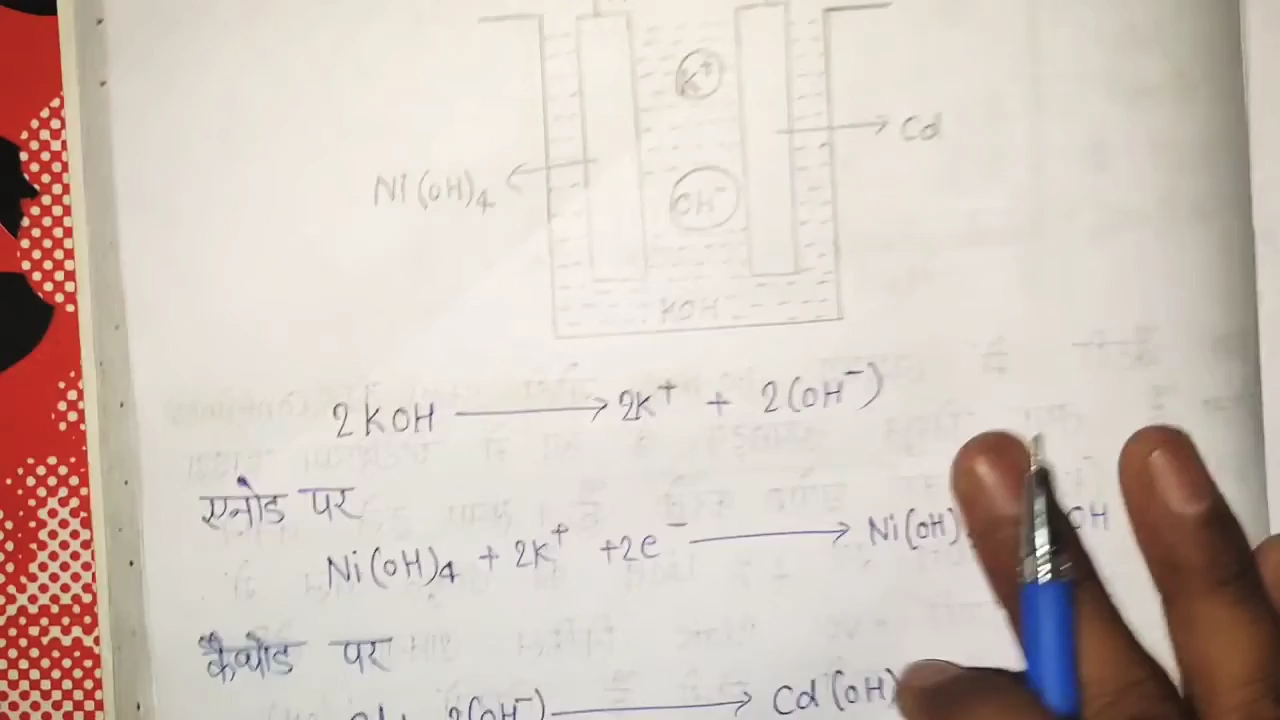 K⁺
Cd
Ni(OH)₄
OH⁻
KOH
2KOH ⟶ 2K⁺ + 2(OH⁻)
एनोड पर
Ni(OH)₄ + 2K⁺ + 2e⁻ ⟶ Ni(OH) OH
कैथोड पर
2(OH⁻) ⟶ Cd(OH)